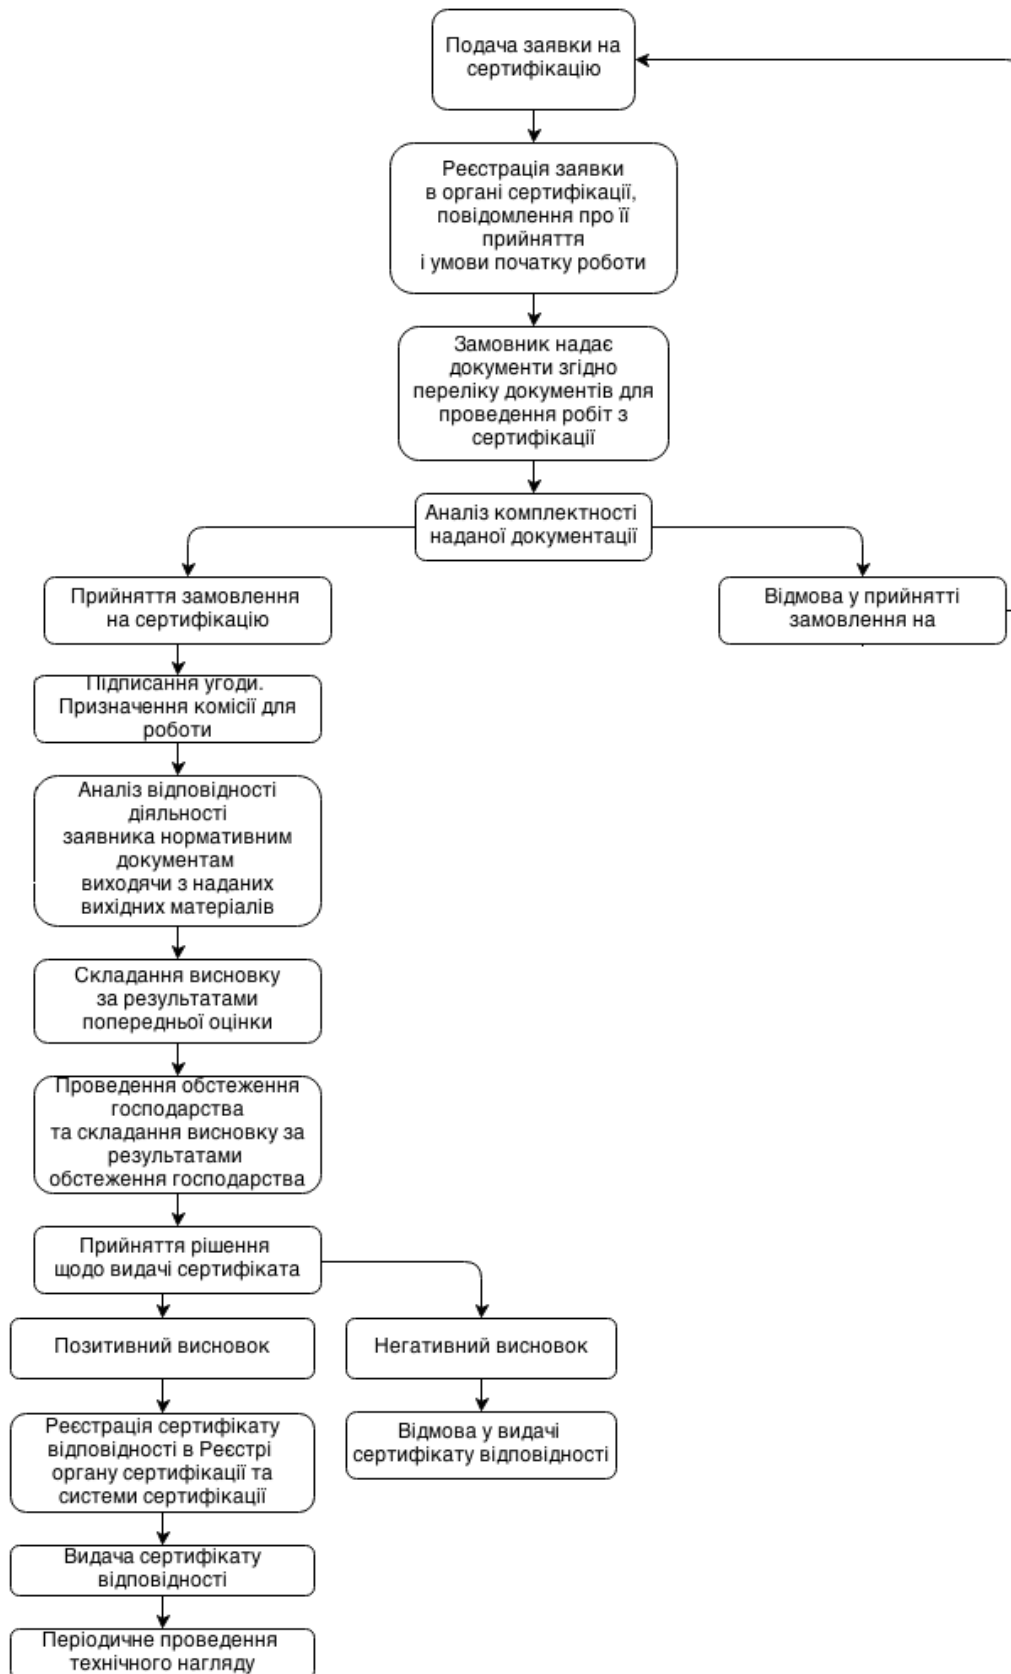 Подача заявки на
сертифікацію
Реєстрація заявки
в органі сертифікації,
повідомлення про її
прийняття
і умови початку роботи
Замовник надає
документи згідно
переліку документів для
проведення робіт з
сертифікації
Аналіз комплектності
наданої документації
Прийняття замовлення
на сертифікацію
Відмова у прийнятті
замовлення на
Підписання угоди.
Призначення комісії для
роботи
Аналіз відповідності
діяльності
заявника нормативним
документам
виходячи з наданих
вихідних матеріалів
Складання висновку
за результатами
попередньої оцінки
Проведення обстеження
господарства
та складання висновку за
результатами
обстеження господарства
Прийняття рішення
щодо видачі сертифіката
Позитивний висновок
Негативний висновок
Реєстрація сертифікату
відповідності в Реєстрі
органу сертифікації та
системи сертифікації
Відмова у видачі
сертифікату відповідності
Видача сертифікату
відповідності
Періодичне проведення
технічного нагляду